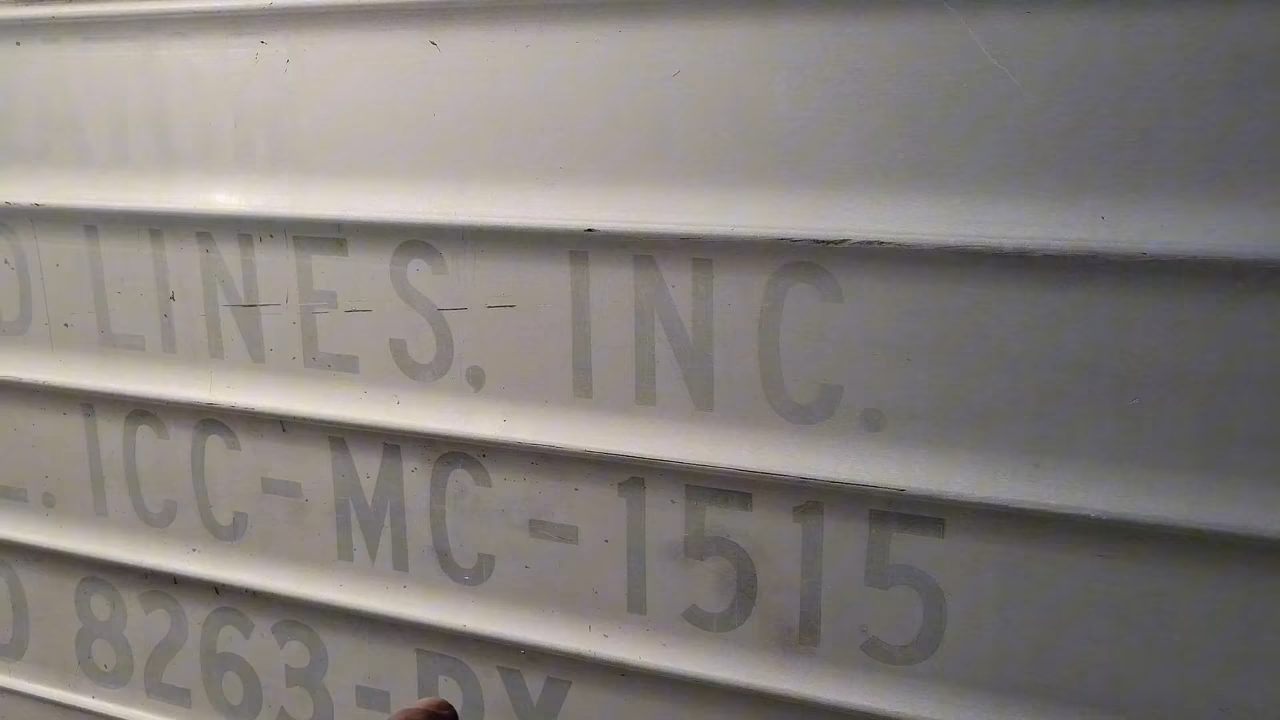 D LINES, INC.
L. ICC-MC-1515
D 8263-